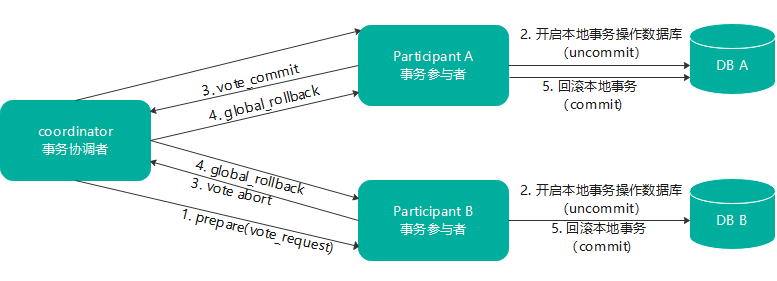 Participant A
事务参与者
2. 开启本地事务操作数据库
（uncommit）
5. 回滚本地事务
（commit)
DB A
3. vote_commit
4. global_rollback
coordinator
事务协调者
4. global_rollback
3. vote abort
1. prepare(vote_request)
Participant B
事务参与者
2. 开启本地事务操作数据库
（uncommit）
5. 回滚本地事务
（commit)
DB B